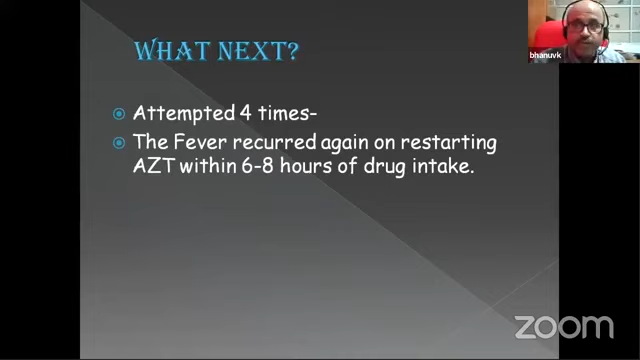 WHAT NEXT?
Attempted 4 times-
The Fever recurred again on restarting
AZT within 6-8 hours of drug intake.
bhanuvk
zoom